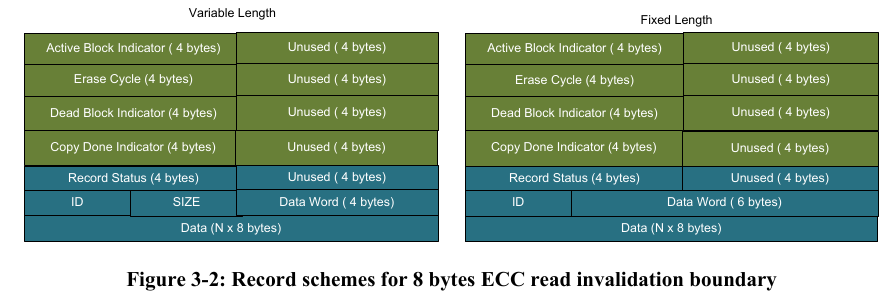 Variable Length
Active Block Indicator ( 4 bytes) Unused ( 4 bytes)
Erase Cycle (4 bytes) Unused ( 4 bytes)
Dead Block Indicator (4 bytes) Unused ( 4 bytes)
Copy Done Indicator (4 bytes) Unused ( 4 bytes)
Record Status (4 bytes) Unused ( 4 bytes)
ID SIZE Data Word ( 4 bytes)
Data (N x 8 bytes)
Fixed Length
Active Block Indicator ( 4 bytes) Unused ( 4 bytes)
Erase Cycle (4 bytes) Unused ( 4 bytes)
Dead Block Indicator (4 bytes) Unused ( 4 bytes)
Copy Done Indicator (4 bytes) Unused ( 4 bytes)
Record Status (4 bytes) Unused ( 4 bytes)
ID Data Word ( 6 bytes)
Data (N x 8 bytes)
Figure 3-2: Record schemes for 8 bytes ECC read invalidation boundary